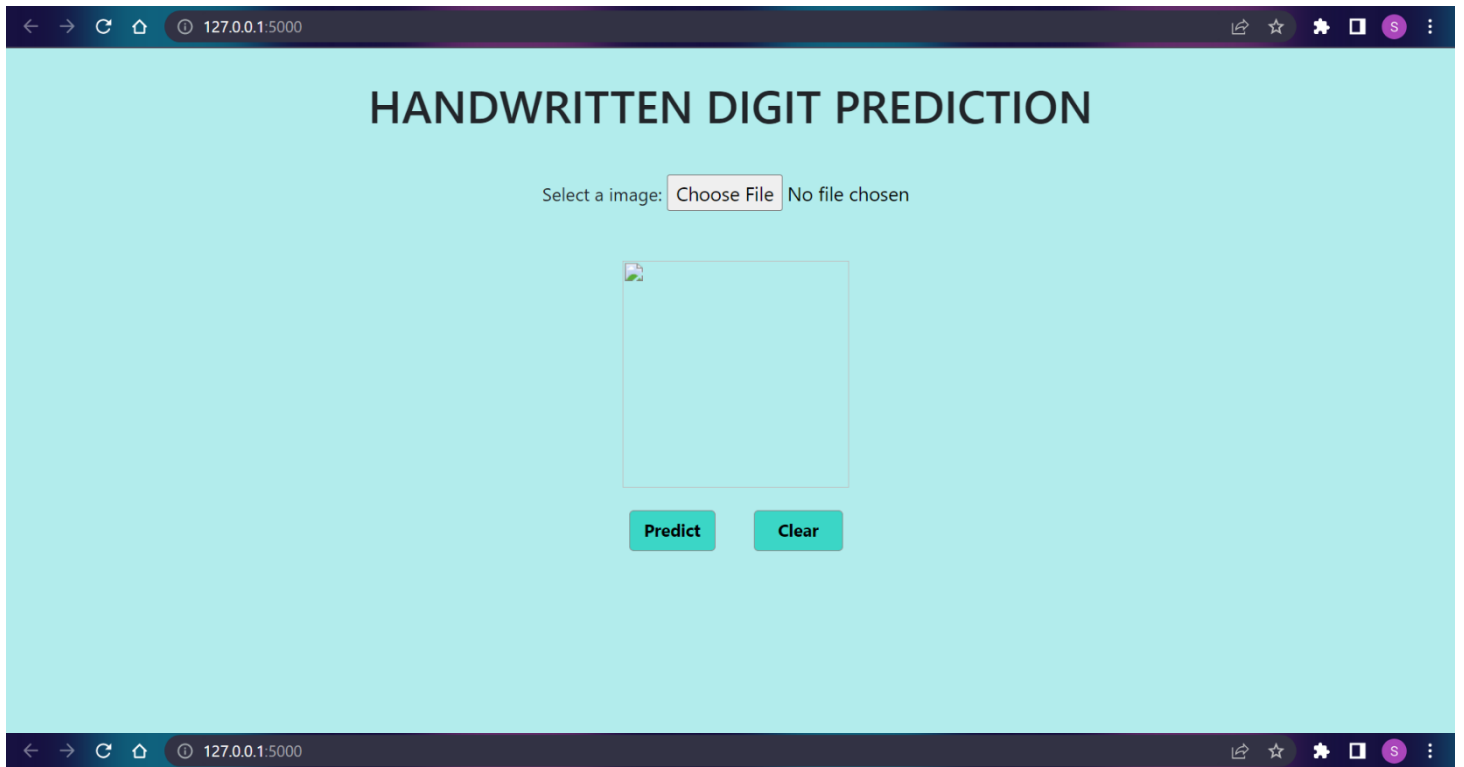 127.0.0.1:5000
S
HANDWRITTEN DIGIT PREDICTION
Select a image: Choose File No file chosen
Predict Clear
127.0.0.1:5000
S